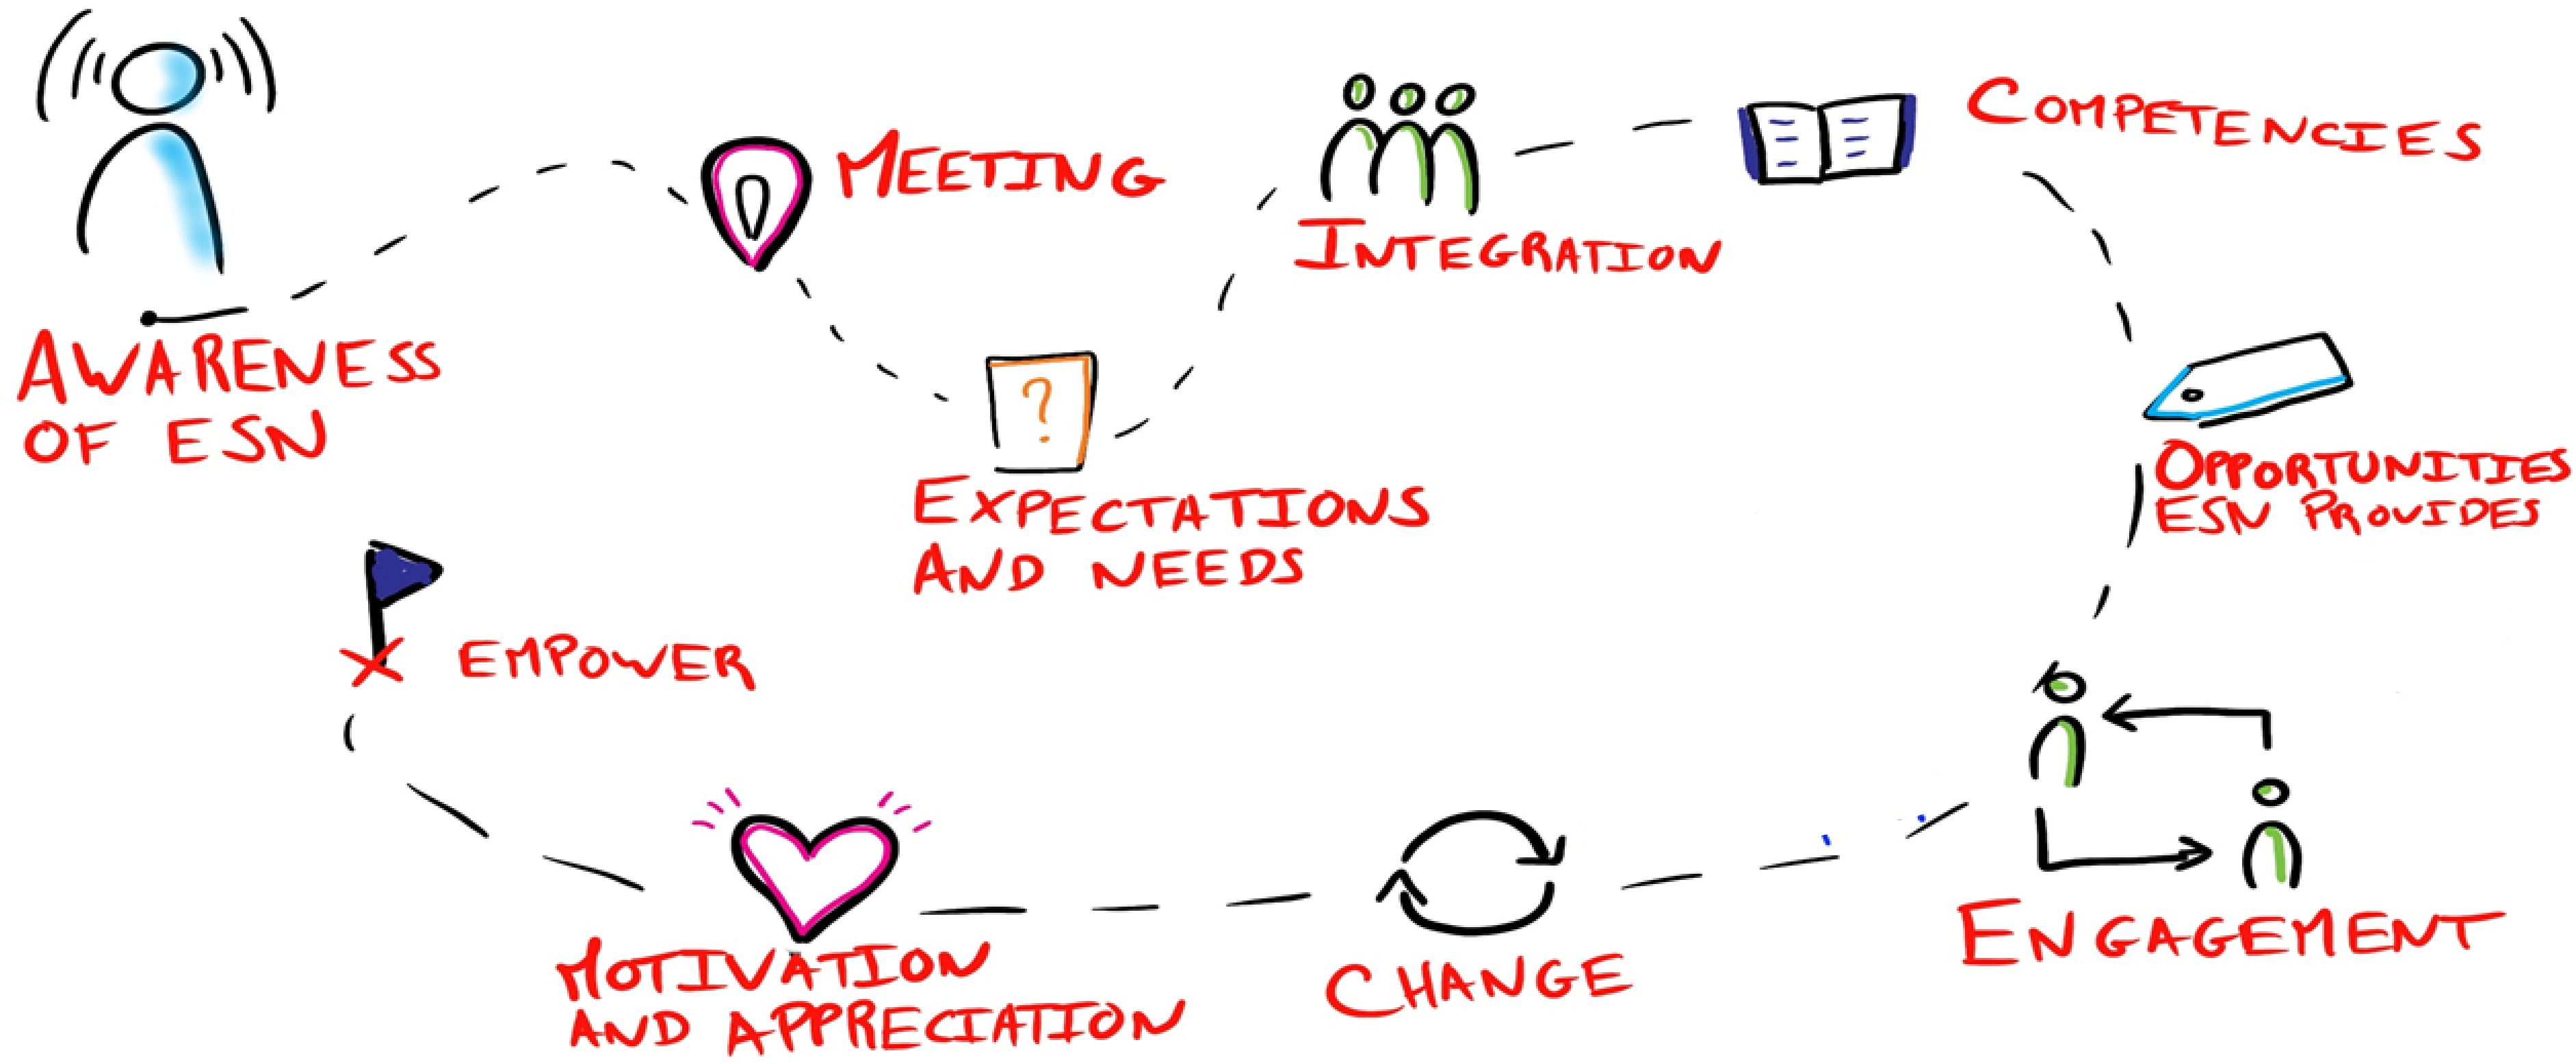 AWARENESS
OF ESN
MEETING
EXPECTATIONS
AND NEEDS
?
INTEGRATION
COMPETENCIES
OPPORTUNITIES
ESN PROVIDES
ENGAGEMENT
CHANGE
MOTIVATION
AND APPRECIATION
EMPOWER